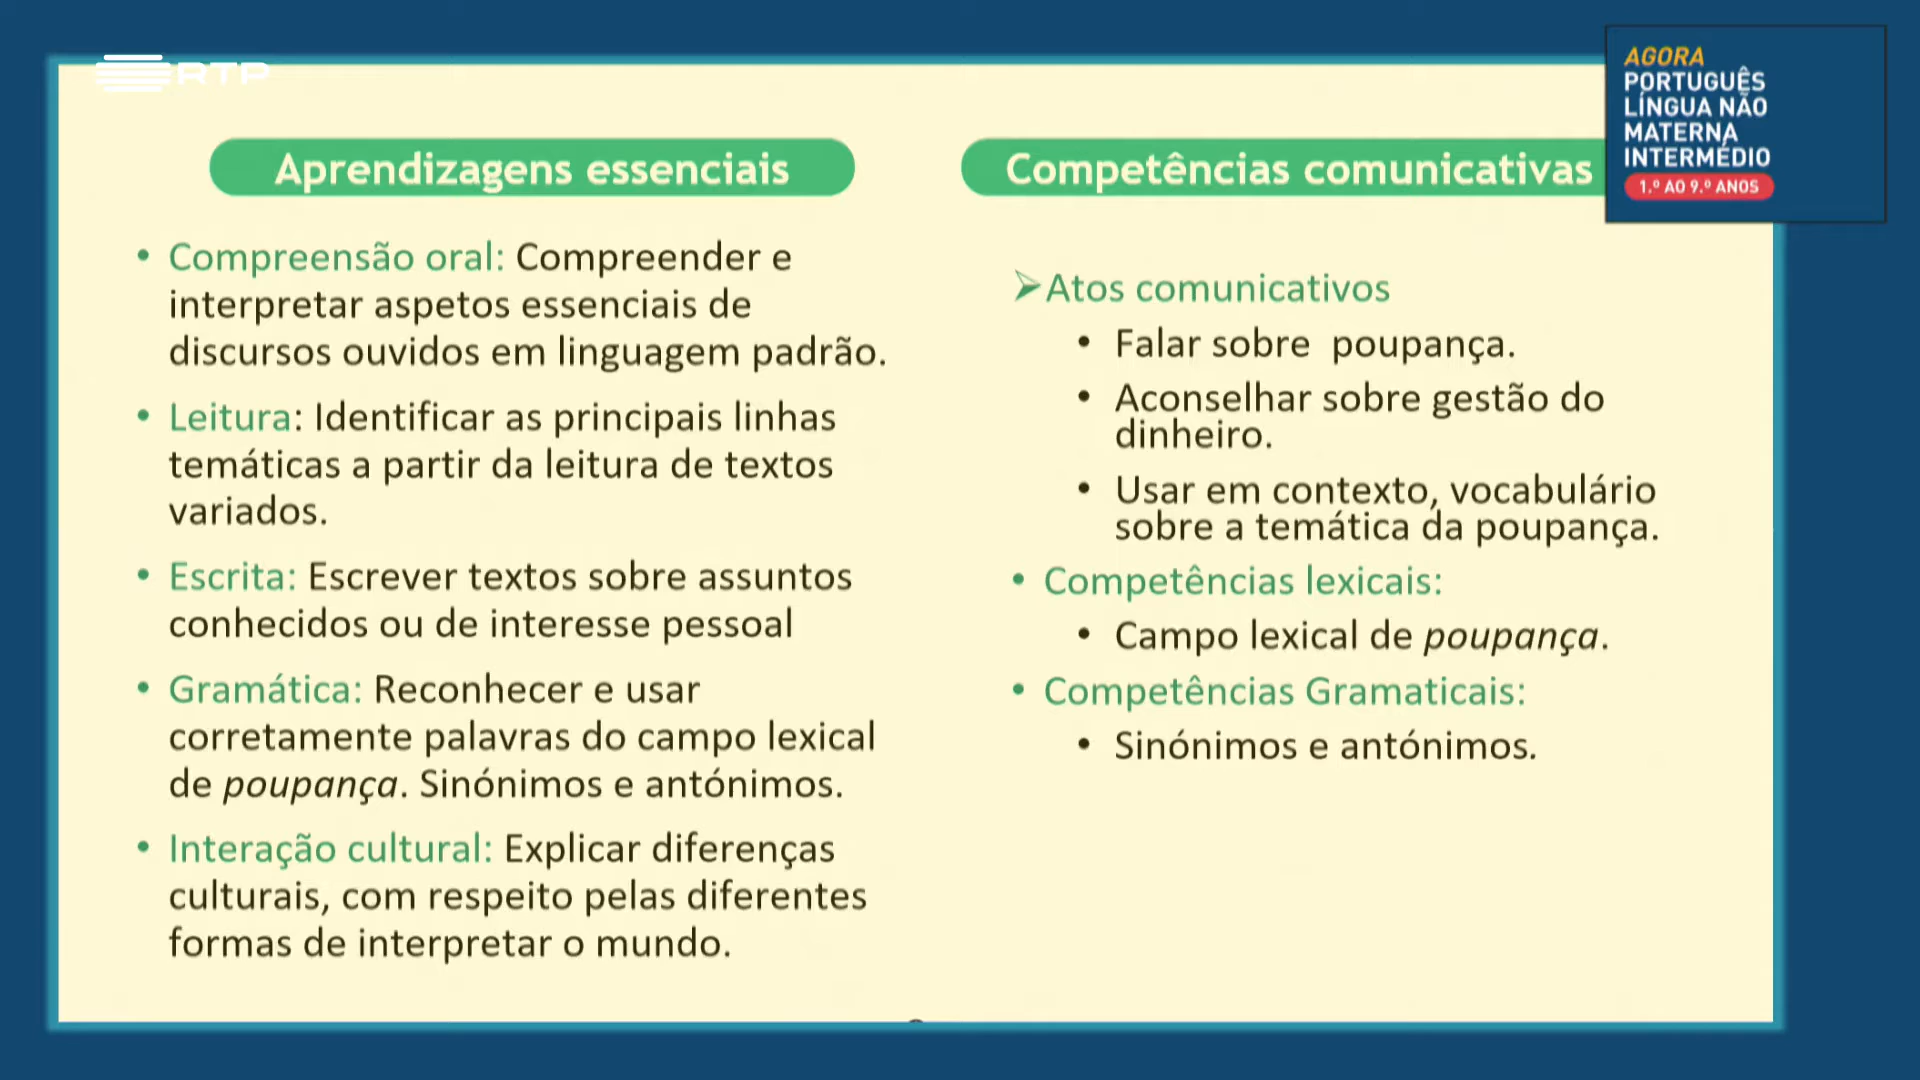 RTP
AGORA
PORTUGUÊS
LÍNGUA NÃO
MATERNA
INTERMÉDIO
1.º AO 9.º ANOS
Aprendizagens essenciais
• Compreensão oral: Compreender e
interpretar aspetos essenciais de
discursos ouvidos em linguagem padrão.
• Leitura: Identificar as principais linhas
temáticas a partir da leitura de textos
variados.
• Escrita: Escrever textos sobre assuntos
conhecidos ou de interesse pessoal
• Gramática: Reconhecer e usar
corretamente palavras do campo lexical
de poupança. Sinónimos e antónimos.
• Interação cultural: Explicar diferenças
culturais, com respeito pelas diferentes
formas de interpretar o mundo.
Competências comunicativas
➢Atos comunicativos
• Falar sobre poupança.
• Aconselhar sobre gestão do
dinheiro.
• Usar em contexto, vocabulário
sobre a temática da poupança.
• Competências lexicais:
• Campo lexical de poupança.
• Competências Gramaticais:
• Sinónimos e antónimos.